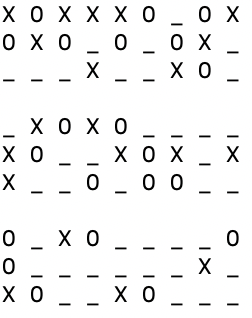 X O X X X O _ O X
O X O _ O _ O X _
_ _ _ X _ _ X O _

_ X O X O _ _ _ _
X O _ _ X O X _ X
X _ _ O _ O O _ _

O _ X O _ _ _ _ O
O _ _ _ _ _ _ X _
X O _ _ X O _ _ _